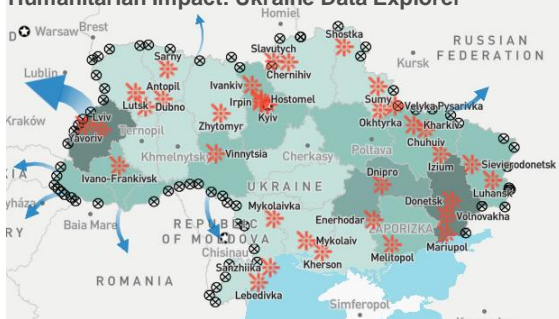 Humanitarian Impact: Ukraine Data Explorer
Homiel
Warsaw
Brest
Shostka
Slavutych
RUSSIAN
FEDERATION
Sarny
Chernihiv
Kursk
Lublin
Antopil
Ivankiv
Hostomel
Sumy
Velyka Pysarivka
Lutsk
Dubno
Irpin
Kyiv
Okhtyrka
Kharkiv
Kraków
Lviv
Zhytomyr
Yavoriv
Ternopil
Chuhuiv
Khmelnytsky
Vinnytsia
Cherkasy
Poltava
Izium
Sievierodonetsk
Ivano-Frankivsk
UKRAINE
Dnipro
Luhansk
Donetsk
Mykolaivka
Enerhodar
Volnovakha
Baia Mare
REPUBLIC
OF MOLDOVA
ZAPORIZKA
Chisinau
Mykolaiv
Mariupol
Melitopol
Sanzhiika
Kherson
ROMANIA
Lebedivka
Simferopol